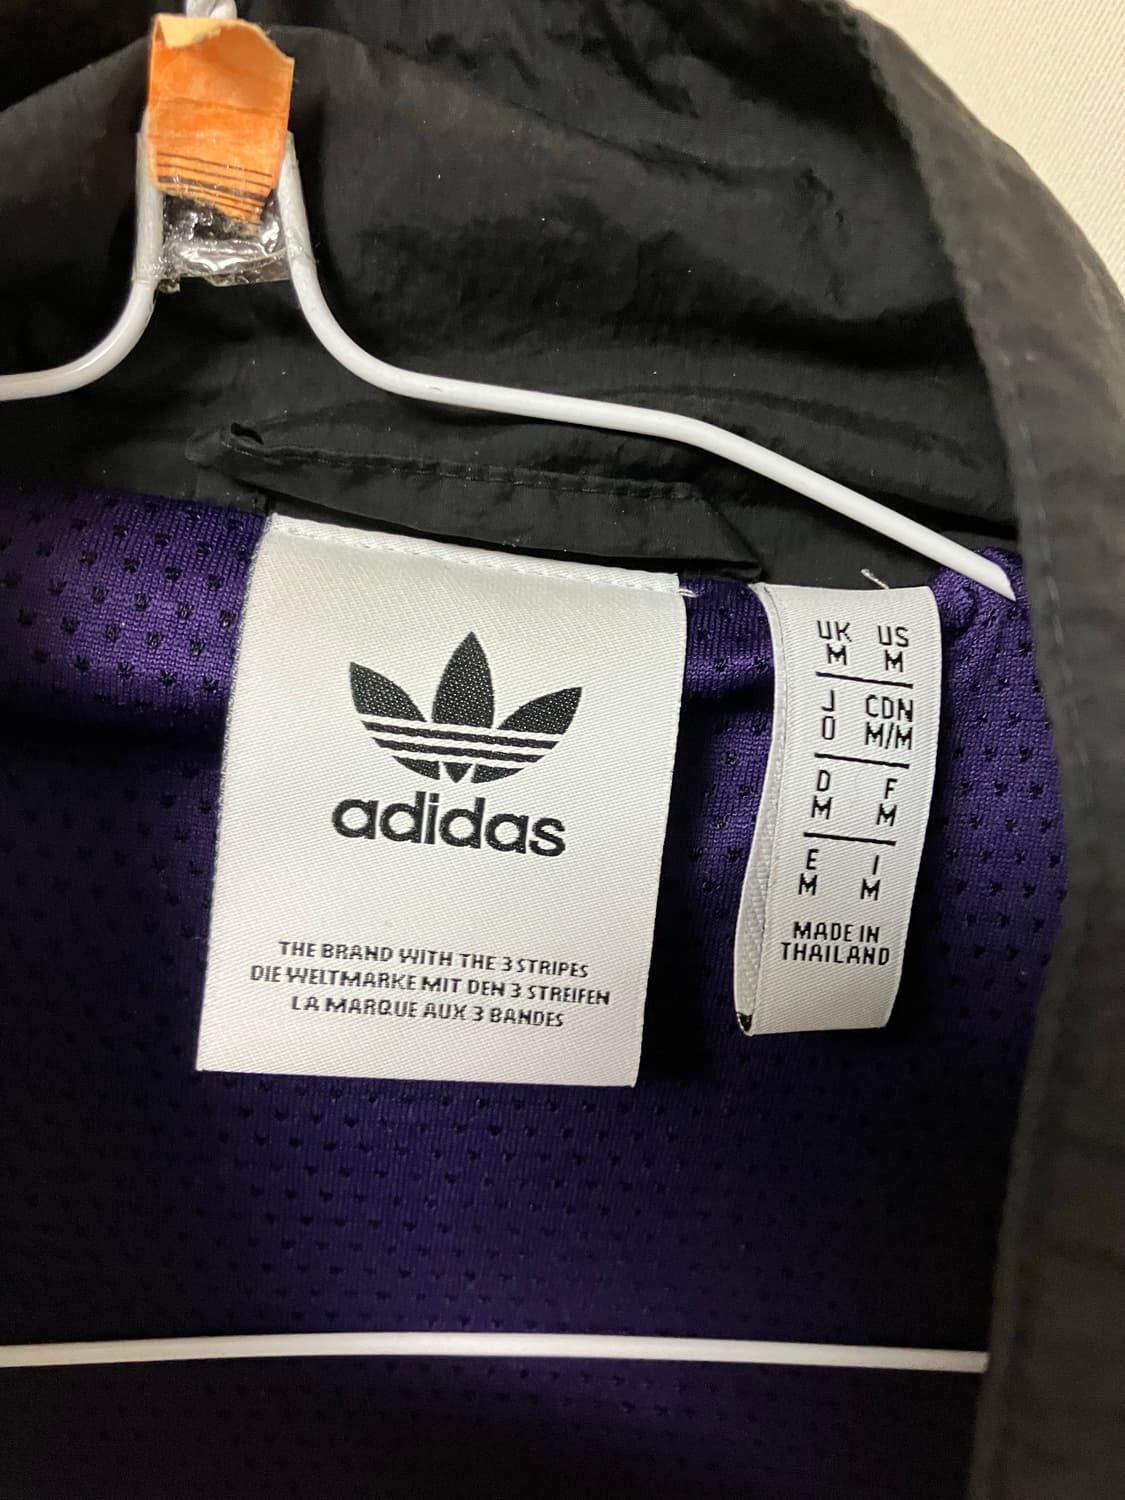 adidas
THE BRAND WITH THE 3 STRIPES
DIE WELTMARKE MIT DEN 3 STREIFEN
LA MARQUE AUX 3 BANDES
UK US
M M
J CDN
O M/M
D F
M M
E I
M M
MADE IN
THAILAND